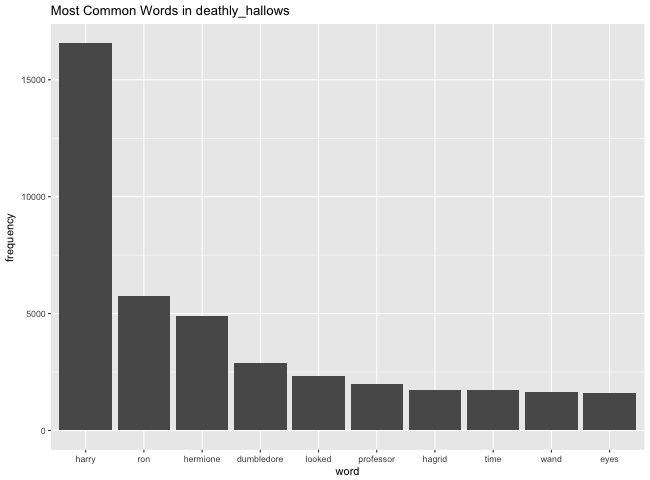 Most Common Words in deathly_hallows
15000
10000
5000
0
frequency
harry ron hermione dumbledore looked professor hagrid time wand eyes
word